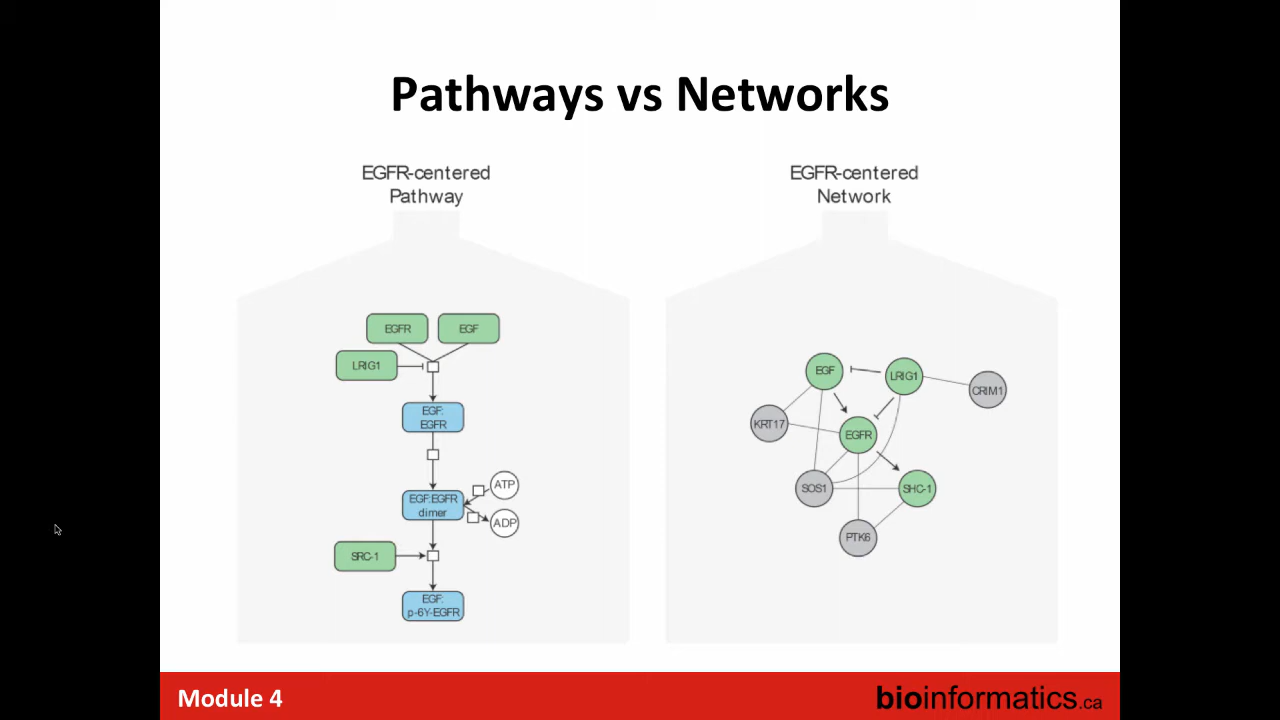 Pathways vs Networks
EGFR-centered
Pathway
EGFR
EGF
LRIG1
EGF:
EGFR
EGF:EGFR
dimer
ATP
ADP
SRC-1
EGF:
p-6Y-EGFR
EGFR-centered
Network
EGF
LRIG1
CRIM1
KRT17
EGFR
SOS1
SHC-1
PTK6
Module 4
bioinformatics.ca